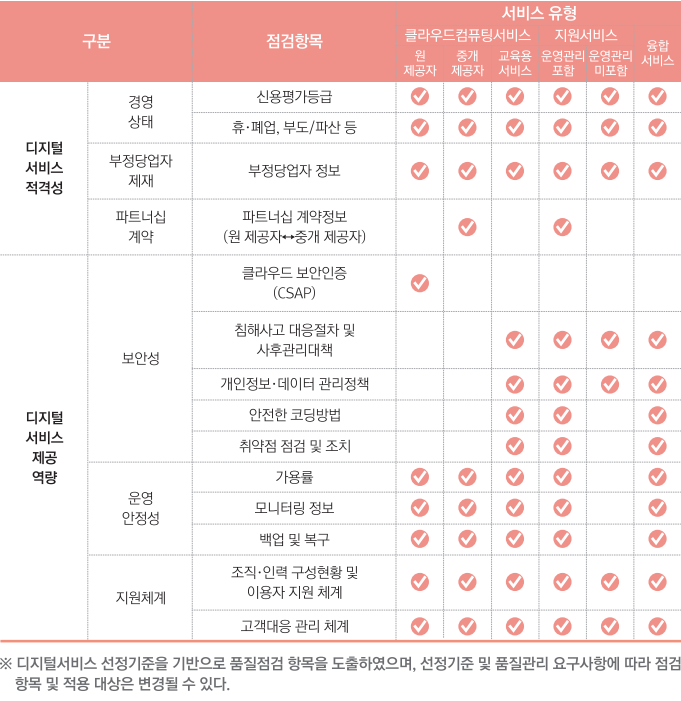 구분
점검항목
서비스 유형
클라우드컴퓨팅서비스
지원서비스
융합
서비스
원
제공자
중개
제공자
교육용
서비스
운영관리
포함
운영관리
미포함
디지털
서비스
적격성
경영
상태
신용평가등급
휴·폐업, 부도/파산 등
부정당업자
제재
부정당업자 정보
파트너십
계약
파트너십 계약정보
(원 제공자↔중개 제공자)
디지털
서비스
제공
역량
보안성
클라우드 보안인증
(CSAP)
침해사고 대응절차 및
사후관리대책
개인정보·데이터 관리정책
안전한 코딩방법
취약점 점검 및 조치
운영
안정성
가용률
모니터링 정보
백업 및 복구
지원체계
조직·인력 구성현황 및
이용자 지원 체계
고객대응 관리 체계
※ 디지털서비스 선정기준을 기반으로 품질점검 항목을 도출하였으며, 선정기준 및 품질관리 요구사항에 따라 점검
항목 및 적용 대상은 변경될 수 있다.